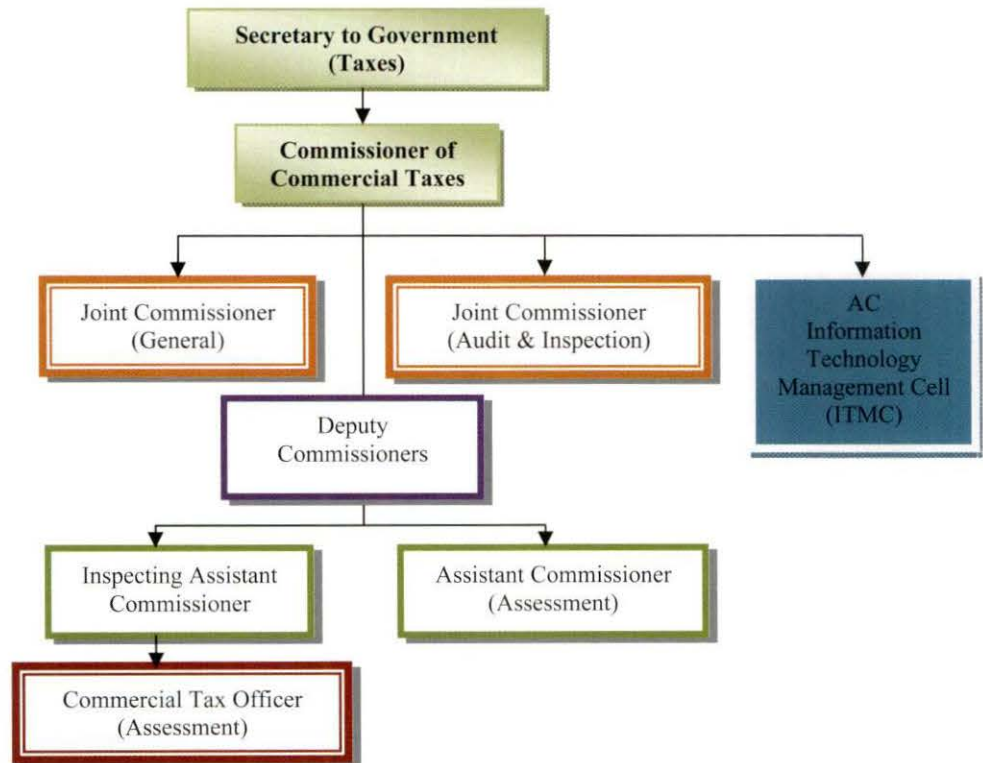 Secretary to Government
(Taxes)
Commissioner of
Commercial Taxes
Joint Commissioner
(General)
Joint Commissioner
(Audit & Inspection)
AC
Information
Technology
Management Cell
(ITMC)
Deputy
Commissioners
Inspecting Assistant
Commissioner
Assistant Commissioner
(Assessment)
Commercial Tax Officer
(Assessment)